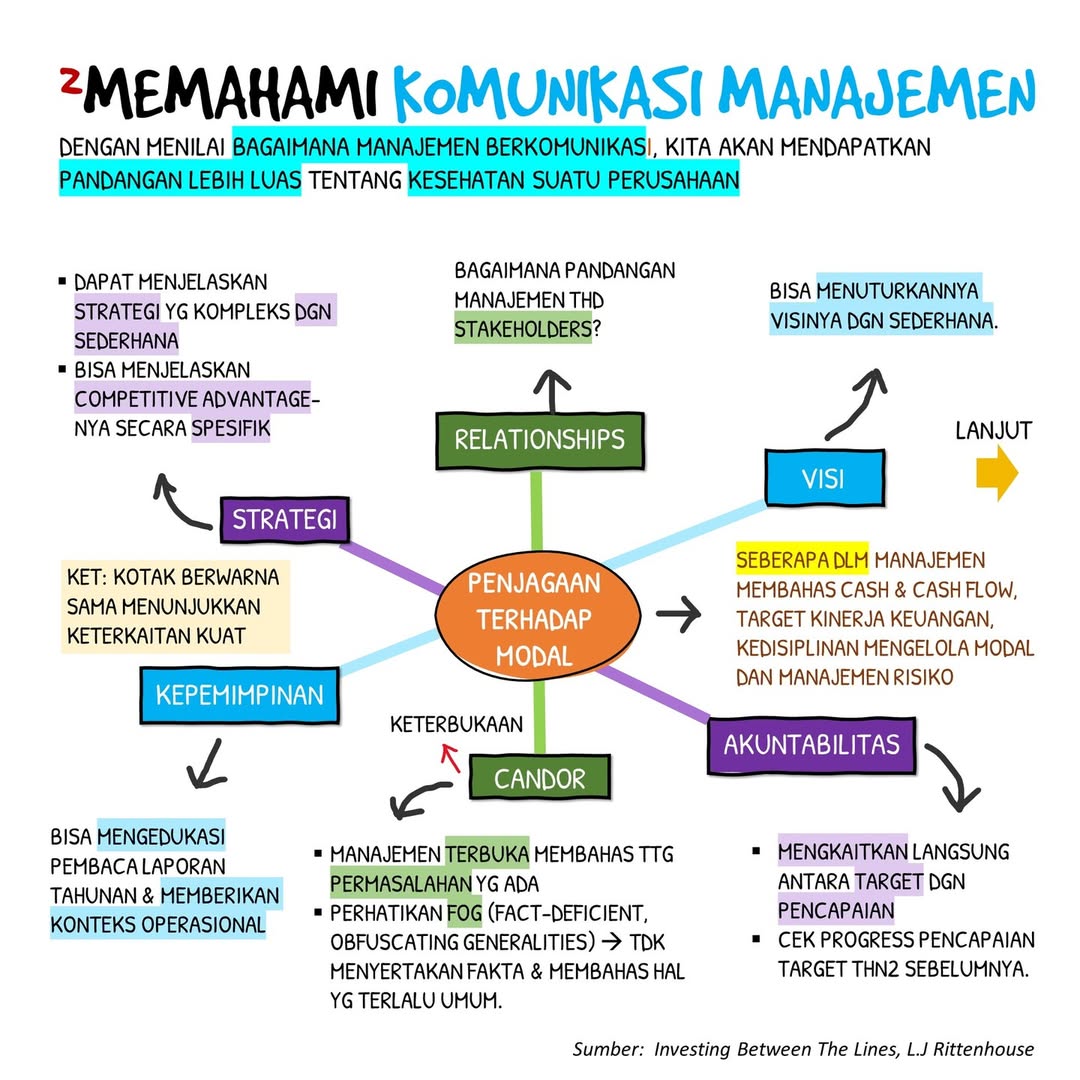 2MEMAHAMI KOMUNIKASI MANAJEMEN
DENGAN MENILAI BAGAIMANA MANAJEMEN BERKOMUNIKASI, KITA AKAN MENDAPATKAN
PANDANGAN LEBIH LUAS TENTANG KESEHATAN SUATU PERUSAHAAN
▪ DAPAT MENJELASKAN
STRATEGI YG KOMPLEKS DGN
SEDERHANA
▪ BISA MENJELASKAN
COMPETITIVE ADVANTAGE-
NYA SECARA SPESIFIK
BAGAIMANA PANDANGAN
MANAJEMEN THD
STAKEHOLDERS?
BISA MENUTURKANNYA
VISINYA DGN SEDERHANA.
RELATIONSHIPS
VISI
LANJUT
STRATEGI
KET: KOTAK BERWARNA
SAMA MENUNJUKKAN
KETERKAITAN KUAT
PENJAGAAN
TERHADAP
MODAL
SEBERAPA DLM MANAJEMEN
MEMBAHAS CASH & CASH FLOW,
TARGET KINERJA KEUANGAN,
KEDISIPLINAN MENGELOLA MODAL
DAN MANAJEMEN RISIKO
KEPEMIMPINAN
KETERBUKAAN
CANDOR
AKUNTABILITAS
BISA MENGEDUKASI
PEMBACA LAPORAN
TAHUNAN & MEMBERIKAN
KONTEKS OPERASIONAL
▪ MANAJEMEN TERBUKA MEMBAHAS TTG
PERMASALAHAN YG ADA
▪ PERHATIKAN FOG (FACT-DEFICIENT,
OBFUSCATING GENERALITIES) → TDK
MENYERTAKAN FAKTA & MEMBAHAS HAL
YG TERLALU UMUM.
▪ MENGKAITKAN LANGSUNG
ANTARA TARGET DGN
PENCAPAIAN
▪ CEK PROGRESS PENCAPAIAN
TARGET THN2 SEBELUMNYA.
Sumber: Investing Between The Lines, L.J Rittenhouse